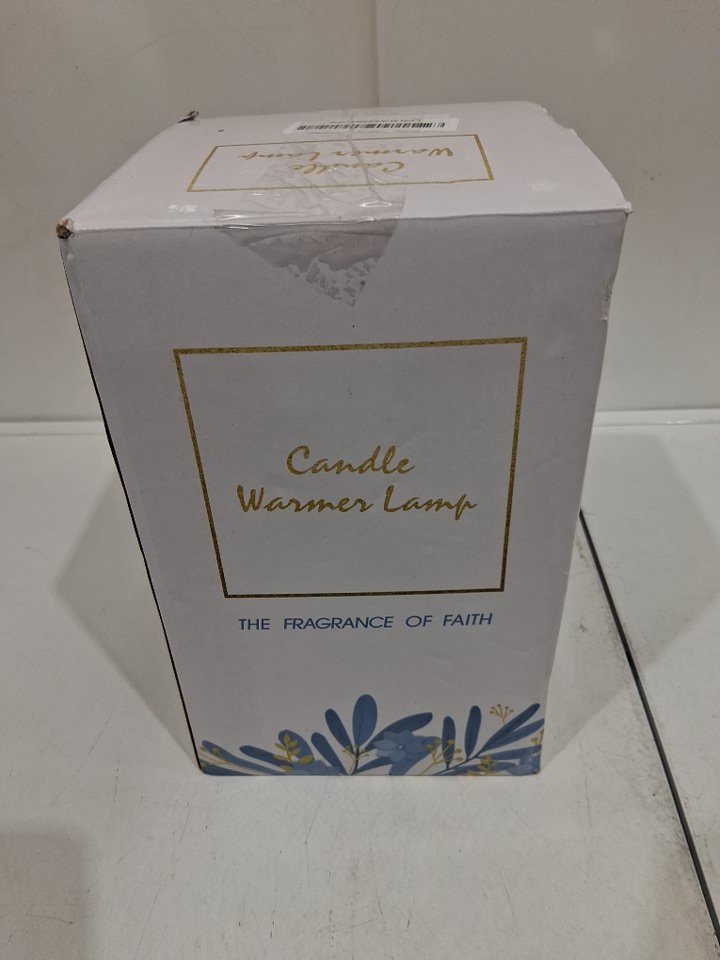 Candle
Warmer Lamp
Candle
Warmer Lamp
THE FRAGRANCE OF FAITH